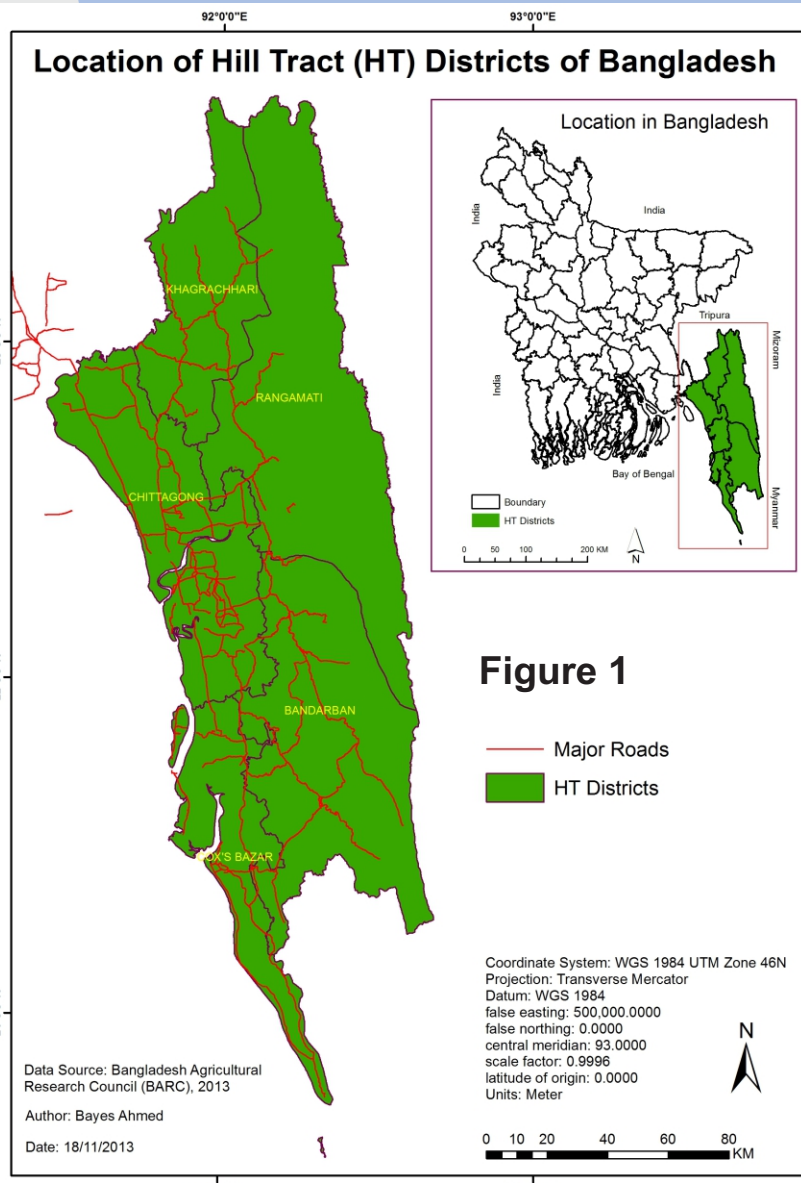 92°0'0"E
93°0'0"E
Location of Hill Tract (HT) Districts of Bangladesh
Location in Bangladesh
India
India
Tripura
Mizoram
India
Bay of Bengal
Myanmar
Boundary
HT Districts
0 50 100 200 KM
N
KHAGRACHHARI
RANGAMATI
CHITTAGONG
BANDARBAN
COX'S BAZAR
Figure 1
Major Roads
HT Districts
Coordinate System: WGS 1984 UTM Zone 46N
Projection: Transverse Mercator
Datum: WGS 1984
false easting: 500,000.0000
false northing: 0.0000
central meridian: 93.0000
scale factor: 0.9996
latitude of origin: 0.0000
Units: Meter
N
0 10 20 40 60 80
KM
Data Source: Bangladesh Agricultural
Research Council (BARC), 2013
Author: Bayes Ahmed
Date: 18/11/2013